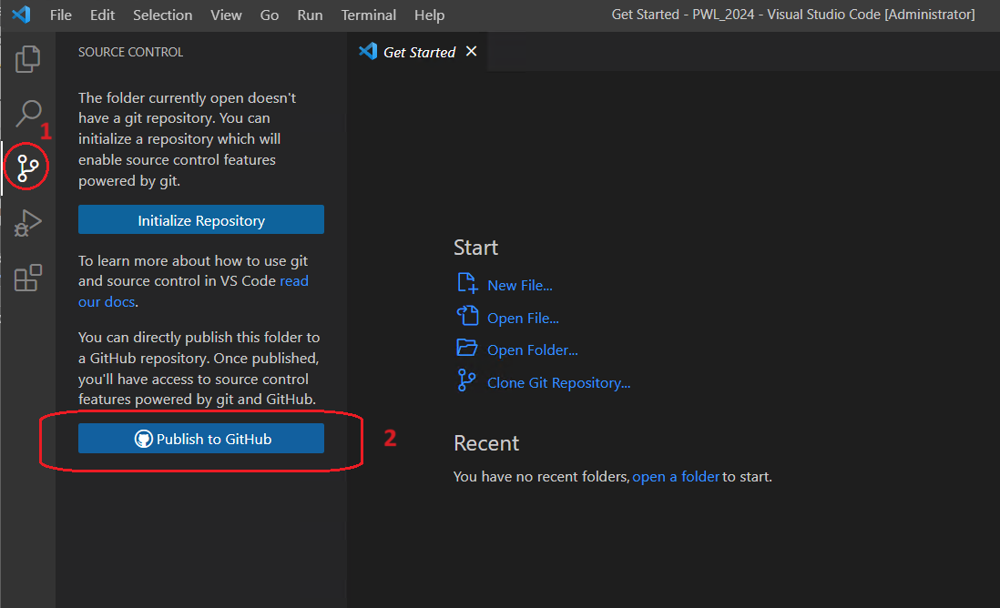 File Edit Selection View Go Run Terminal Help
Get Started - PWL_2024 - Visual Studio Code [Administrator]
SOURCE CONTROL
Get Started
The folder currently open doesn't
have a git repository. You can
initialize a repository which will
enable source control features
powered by git.
1
Initialize Repository
To learn more about how to use git
and source control in VS Code read
our docs.
You can directly publish this folder to
a GitHub repository. Once published,
you'll have access to source control
features powered by git and GitHub.
Publish to GitHub
2
Start
New File...
Open File...
Open Folder...
Clone Git Repository...
Recent
You have no recent folders, open a folder to start.